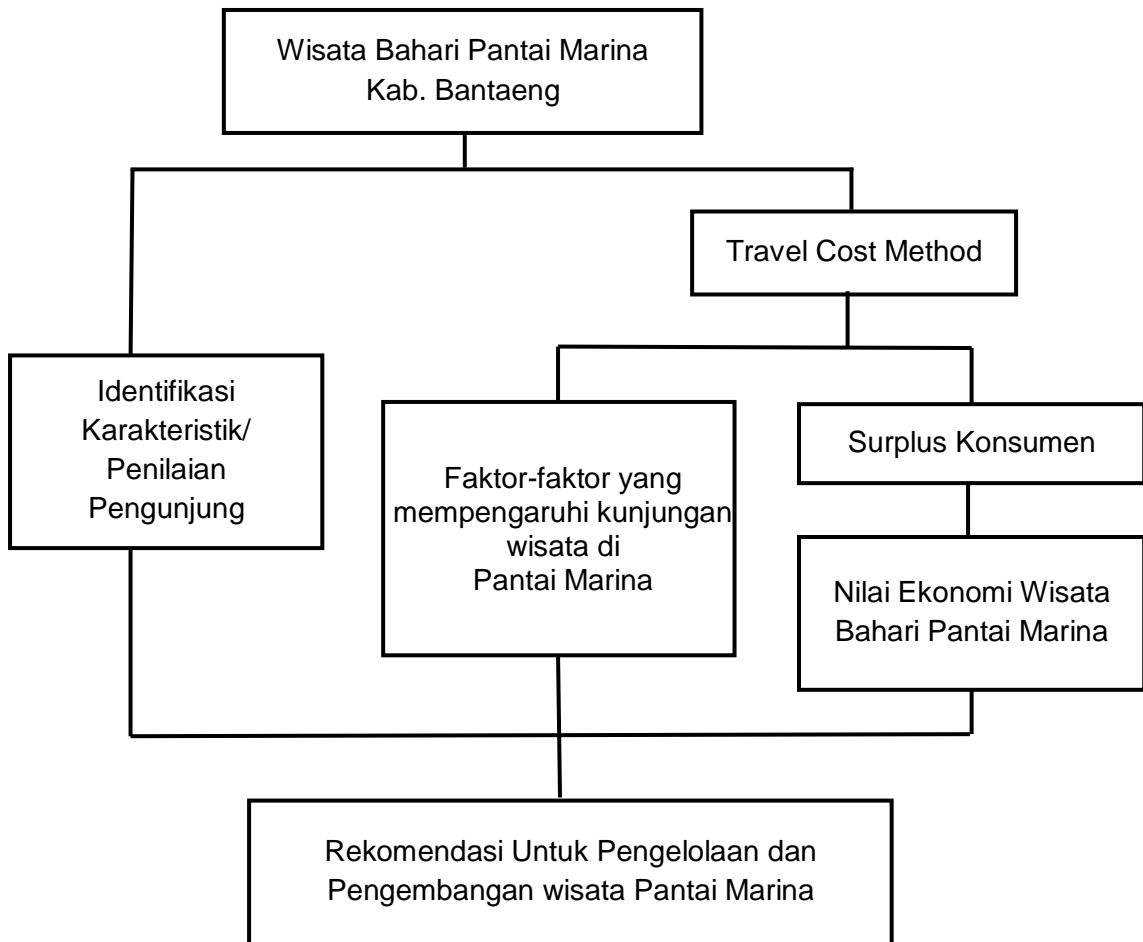 Wisata Bahari Pantai Marina
Kab. Bantaeng
Travel Cost Method
Identifikasi
Karakteristik/
Penilaian
Pengunjung
Faktor-faktor yang
mempengaruhi kunjungan
wisata di
Pantai Marina
Surplus Konsumen
Nilai Ekonomi Wisata
Bahari Pantai Marina
Rekomendasi Untuk Pengelolaan dan
Pengembangan wisata Pantai Marina